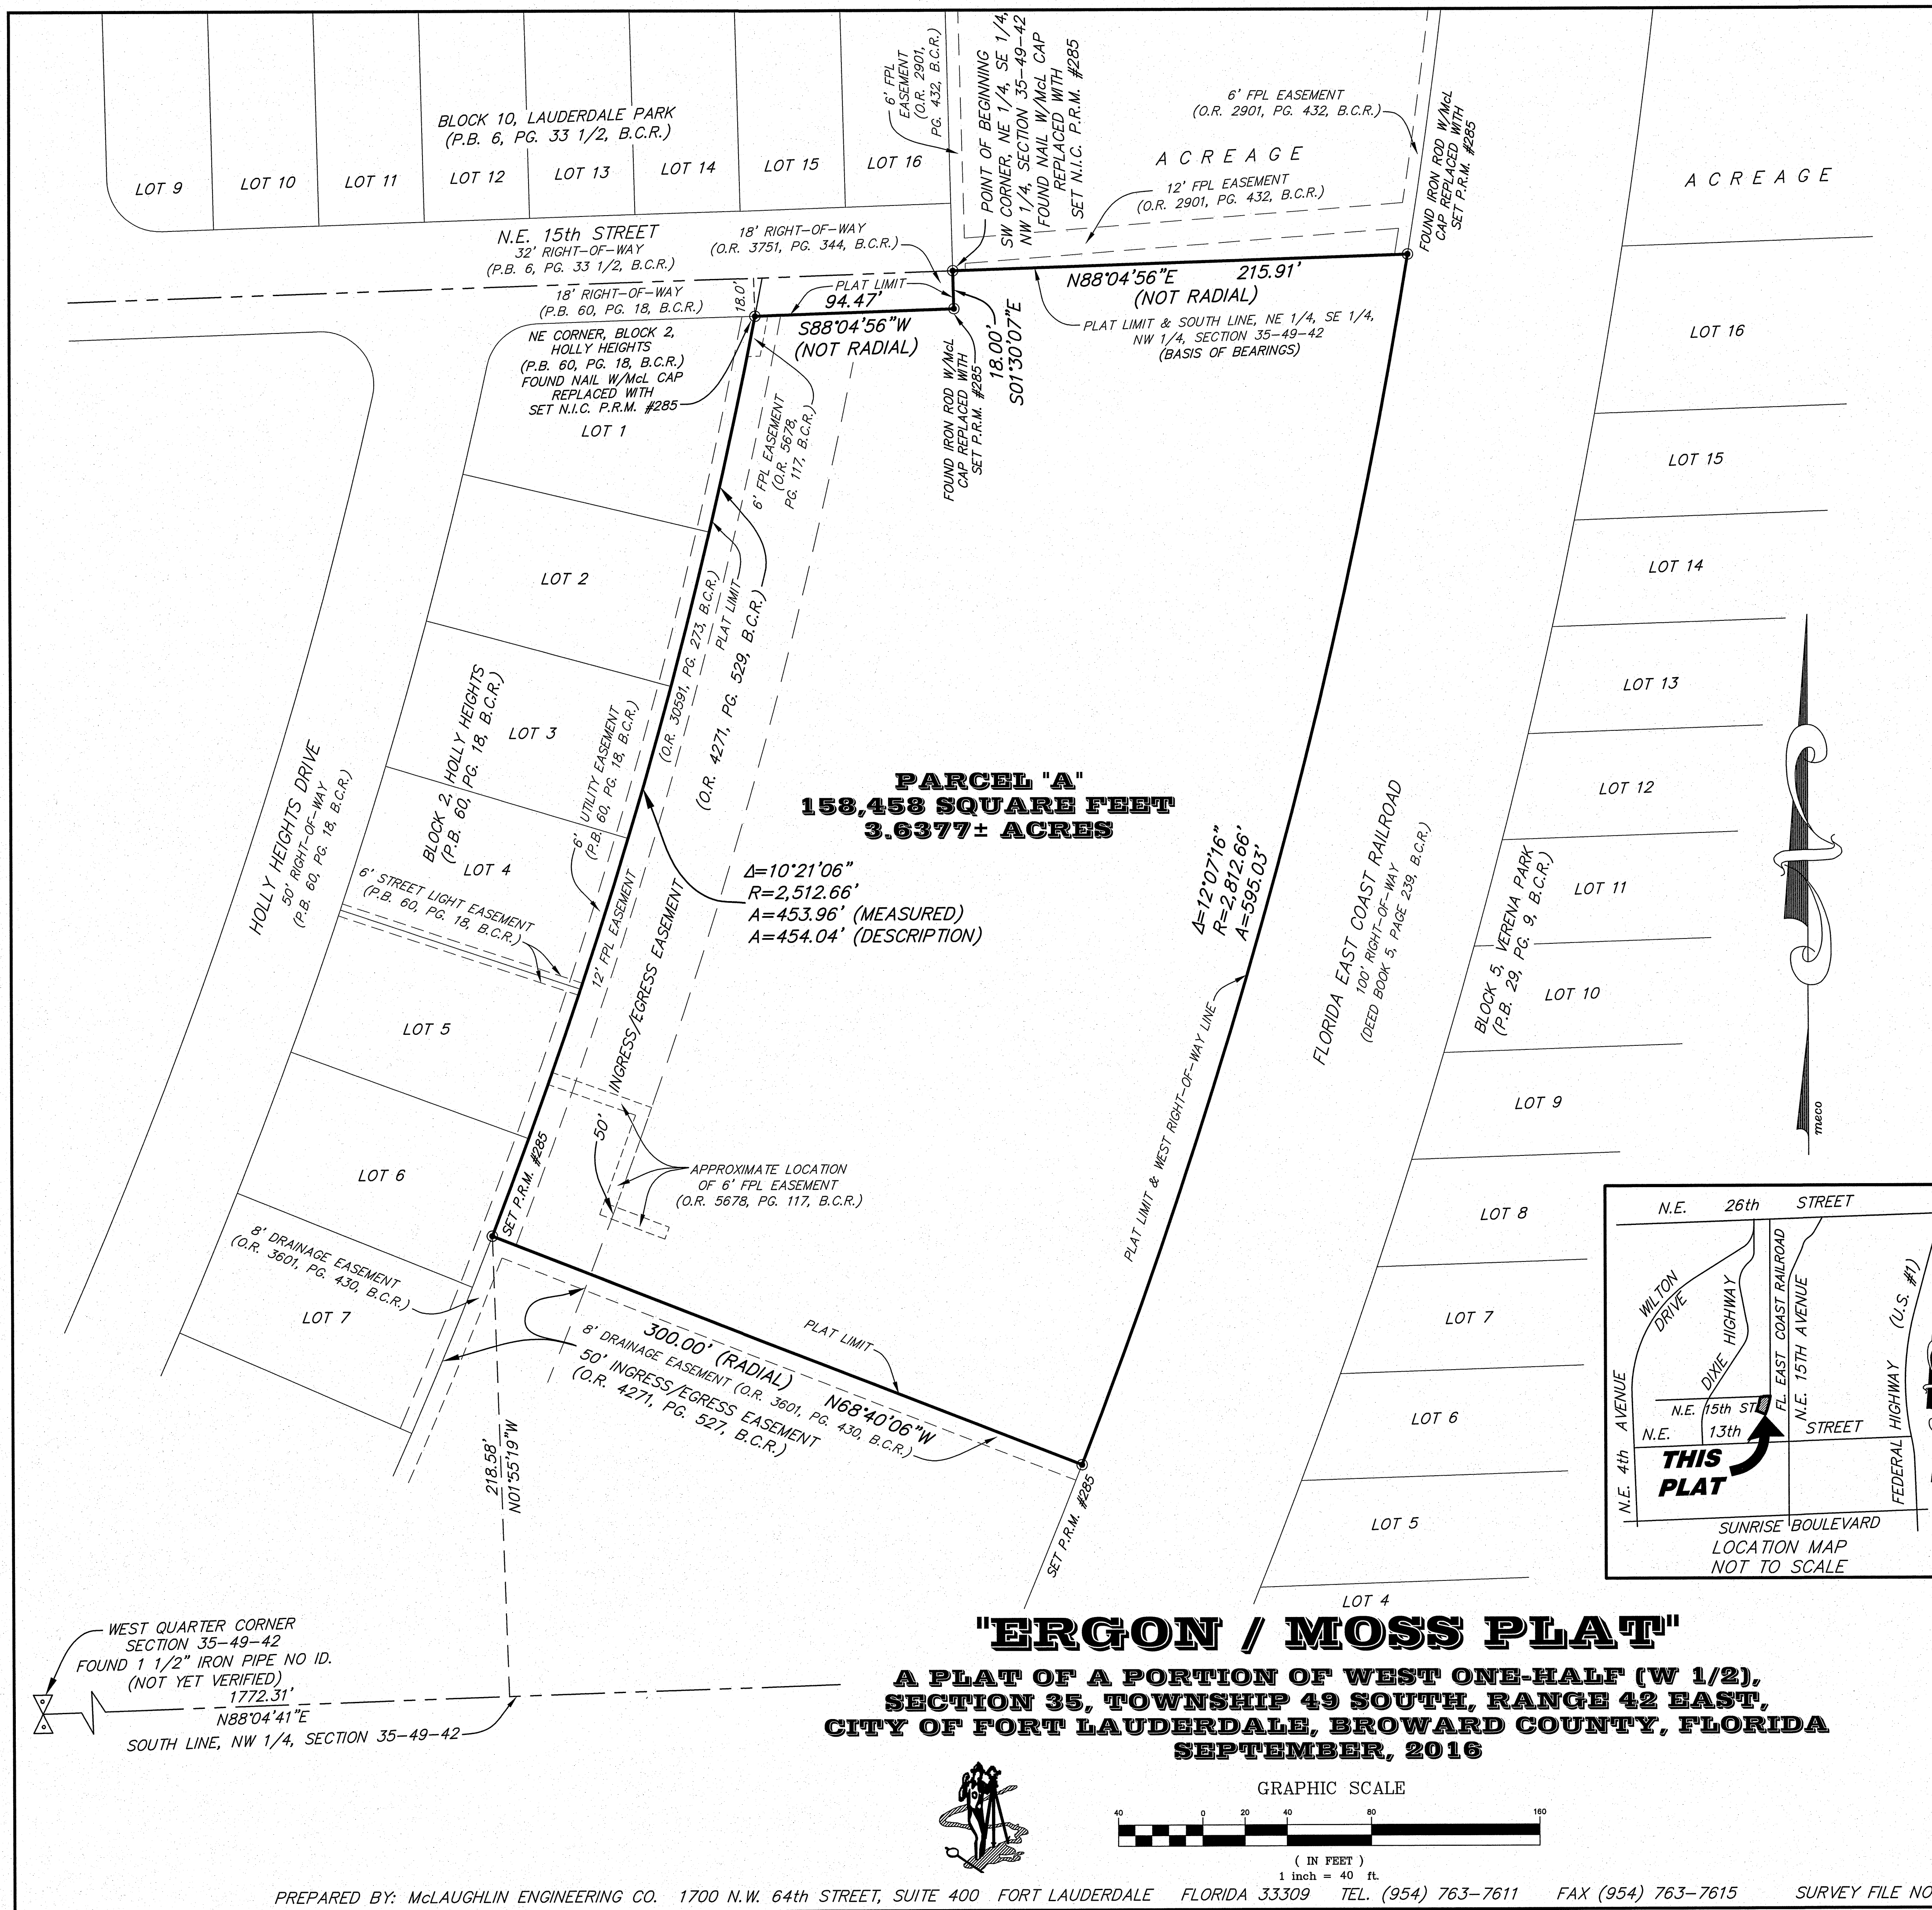 BLOCK 10, LAUDERDALE PARK
(P.B. 6, PG. 33 1/2, B.C.R.)
LOT 9
LOT 10
LOT 11
LOT 12
LOT 13
LOT 14
LOT 15
LOT 16
6' FPL
EASEMENT
(O.R. 2901,
PG. 432, B.C.R.)
POINT OF BEGINNING
SW CORNER, NE 1/4, SE 1/4,
NW 1/4, SECTION 35-49-42
FOUND NAIL W/McL CAP
REPLACED WITH
SET N.I.C. P.R.M. #285
6' FPL EASEMENT
(O.R. 2901, PG. 432, B.C.R.)
ACREAGE
12' FPL EASEMENT
(O.R. 2901, PG. 432, B.C.R.)
FOUND IRON ROD W/McL
CAP REPLACED WITH
SET P.R.M. #285
ACREAGE
N.E. 15th STREET
32' RIGHT-OF-WAY
(P.B. 6, PG. 33 1/2, B.C.R.)
18' RIGHT-OF-WAY
(O.R. 3751, PG. 344, B.C.R.)
18' RIGHT-OF-WAY
(P.B. 60, PG. 18, B.C.R.)
18.0'
PLAT LIMIT
94.47'
S88°04'56"W
(NOT RADIAL)
N88°04'56"E 215.91'
(NOT RADIAL)
PLAT LIMIT & SOUTH LINE, NE 1/4, SE 1/4,
NW 1/4, SECTION 35-49-42
(BASIS OF BEARINGS)
18.00'
S01°30'07"E
FOUND IRON ROD W/McL
CAP REPLACED WITH
SET P.R.M. #285
NE CORNER, BLOCK 2,
HOLLY HEIGHTS
(P.B. 60, PG. 18, B.C.R.)
FOUND NAIL W/McL CAP
REPLACED WITH
SET N.I.C. P.R.M. #285
LOT 1
LOT 2
LOT 3
LOT 4
LOT 5
LOT 6
LOT 7
6' FPL EASEMENT
(O.R. 5678,
PG. 117, B.C.R.)
PLAT LIMIT
(O.R. 30591, PG. 273, B.C.R.)
12' FPL EASEMENT
(O.R. 4271, PG. 529, B.C.R.)
INGRESS/EGRESS EASEMENT
50'
BLOCK 2, HOLLY HEIGHTS
(P.B. 60, PG. 18, B.C.R.)
6' UTILITY EASEMENT
(P.B. 60, PG. 18, B.C.R.)
HOLLY HEIGHTS DRIVE
50' RIGHT-OF-WAY
(P.B. 60, PG. 18, B.C.R.)
6' STREET LIGHT EASEMENT
(P.B. 60, PG. 18, B.C.R.)
PARCEL "A"
158,458 SQUARE FEET
3.6377± ACRES
Δ=10°21'06"
R=2,512.66'
A=453.96' (MEASURED)
A=454.04' (DESCRIPTION)
Δ=12°07'16"
R=2,812.66'
A=595.03'
PLAT LIMIT & WEST RIGHT-OF-WAY LINE
FLORIDA EAST COAST RAILROAD
100' RIGHT-OF-WAY
(DEED BOOK 5, PAGE 239, B.C.R.)
BLOCK 5, VERENA PARK
(P.B. 29, PG. 9, B.C.R.)
LOT 16
LOT 15
LOT 14
LOT 13
LOT 12
LOT 11
LOT 10
LOT 9
LOT 8
LOT 7
LOT 6
LOT 5
LOT 4
meco
APPROXIMATE LOCATION
OF 6' FPL EASEMENT
(O.R. 5678, PG. 117, B.C.R.)
SET P.R.M. #285
8' DRAINAGE EASEMENT
(O.R. 3601, PG. 430, B.C.R.)
PLAT LIMIT
300.00' (RADIAL) N68°40'06"W
8' DRAINAGE EASEMENT (O.R. 3601, PG. 430, B.C.R.)
50' INGRESS/EGRESS EASEMENT
(O.R. 4271, PG. 527, B.C.R.)
SET P.R.M. #285
218.58'
N01°55'19"W
WEST QUARTER CORNER
SECTION 35-49-42
FOUND 1 1/2" IRON PIPE NO ID.
(NOT YET VERIFIED)
1772.31'
N88°04'41"E
SOUTH LINE, NW 1/4, SECTION 35-49-42
N.E. 26th STREET
WILTON
DRIVE
DIXIE HIGHWAY
FL. EAST COAST RAILROAD
N.E. 15TH AVENUE
FEDERAL HIGHWAY (U.S. #1)
N.E. 4th AVENUE
N.E. 15th ST
N.E. 13th STREET
THIS
PLAT
SUNRISE BOULEVARD
LOCATION MAP
NOT TO SCALE
"ERGON / MOSS PLAT"
A PLAT OF A PORTION OF WEST ONE-HALF (W 1/2),
SECTION 35, TOWNSHIP 49 SOUTH, RANGE 42 EAST,
CITY OF FORT LAUDERDALE, BROWARD COUNTY, FLORIDA
SEPTEMBER, 2016
GRAPHIC SCALE
40 0 20 40 80 160
( IN FEET )
1 inch = 40 ft.
PREPARED BY: McLAUGHLIN ENGINEERING CO. 1700 N.W. 64th STREET, SUITE 400 FORT LAUDERDALE FLORIDA 33309 TEL. (954) 763-7611 FAX (954) 763-7615 SURVEY FILE NO